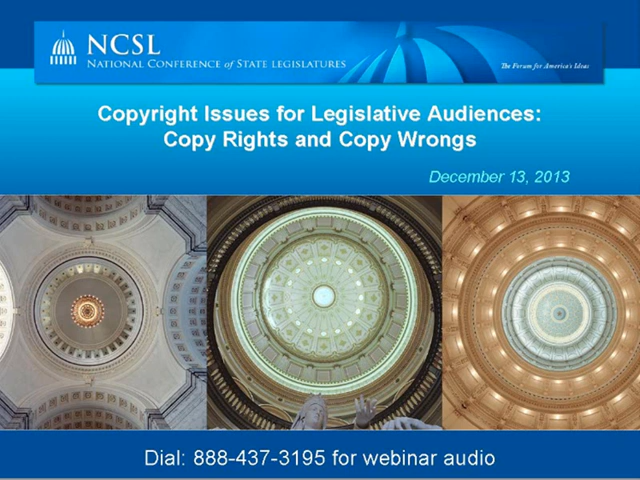 NCSL
NATIONAL CONFERENCE of STATE LEGISLATURES
The Forum for America's Ideas
Copyright Issues for Legislative Audiences:
Copy Rights and Copy Wrongs
December 13, 2013
Dial: 888-437-3195 for webinar audio